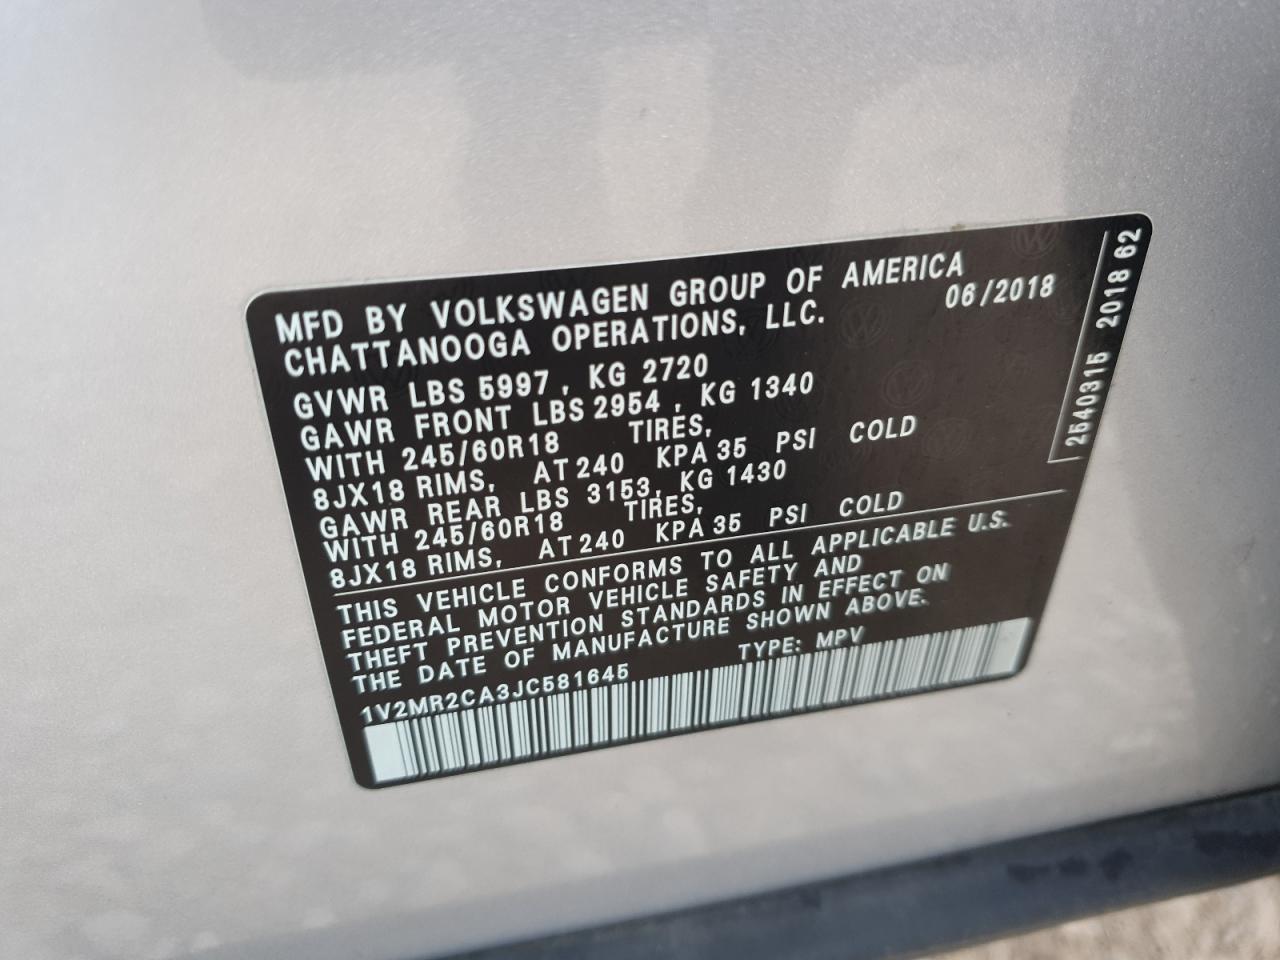 MFD BY VOLKSWAGEN GROUP OF AMERICA
CHATTANOOGA OPERATIONS, LLC. 06/2018
GVWR LBS 5997, KG 2720
GAWR FRONT LBS 2954, KG 1340
WITH 245/60R18 TIRES,
8JX18 RIMS, AT 240 KPA 35 PSI COLD
GAWR REAR LBS 3153, KG 1430
WITH 245/60R18 TIRES,
8JX18 RIMS, AT 240 KPA 35 PSI COLD
THIS VEHICLE CONFORMS TO ALL APPLICABLE U.S.
FEDERAL MOTOR VEHICLE SAFETY AND
THEFT PREVENTION STANDARDS IN EFFECT ON
THE DATE OF MANUFACTURE SHOWN ABOVE.
1V2MR2CA3JC581645 TYPE: MPV
2540315 2018 62